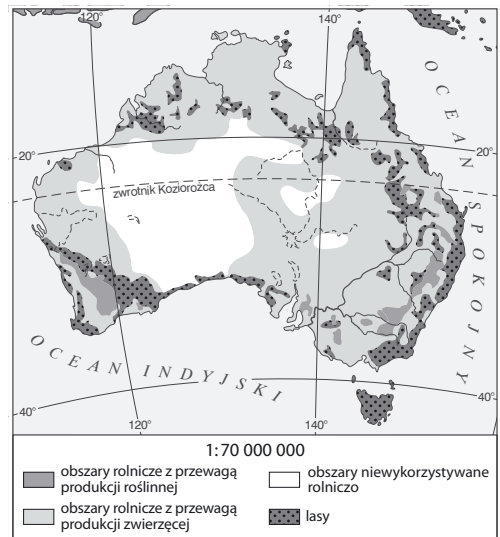 120°
140°
20°
20°
zwrotnik Koziorożca
OCEAN SPOKOJNY
OCEAN INDYJSKI
40°
40°
120°
140°
1:70 000 000
obszary rolnicze z przewagą
produkcji roślinnej
obszary rolnicze z przewagą
produkcji zwierzęcej
obszary niewykorzystywane
rolniczo
lasy